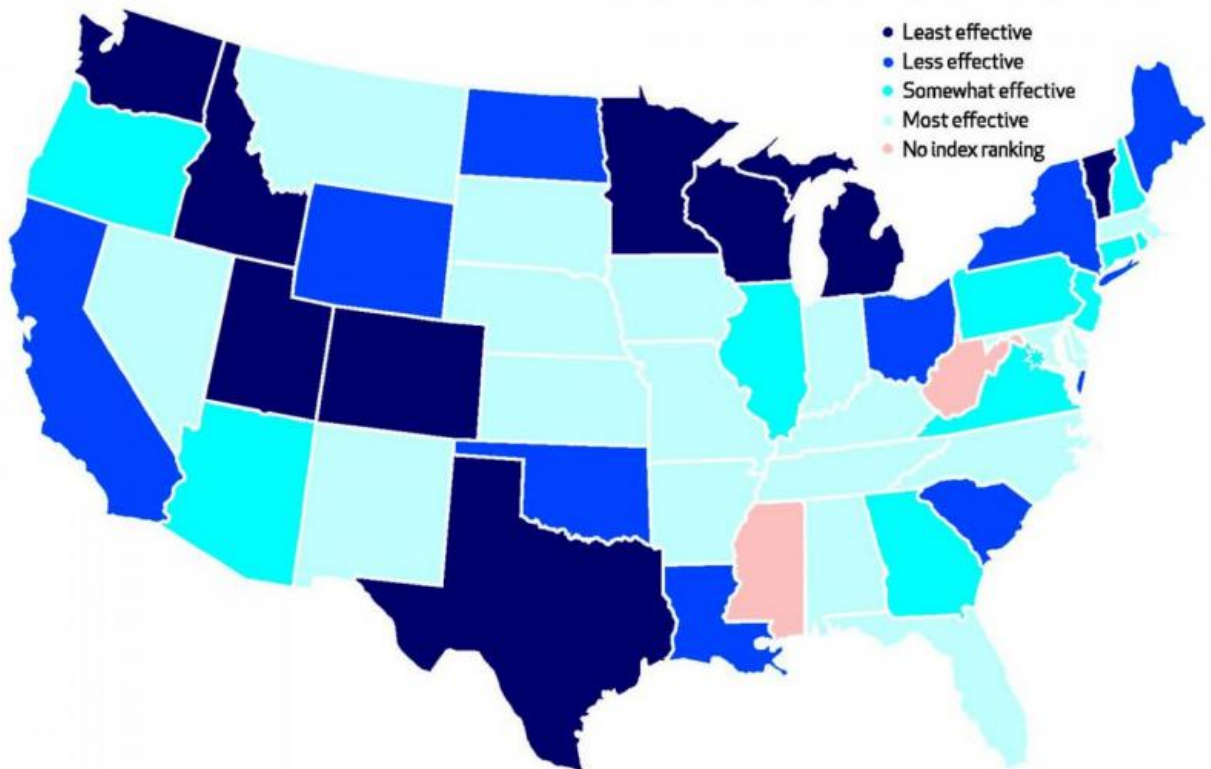 Least effective
Less effective
Somewhat effective
Most effective
No index ranking